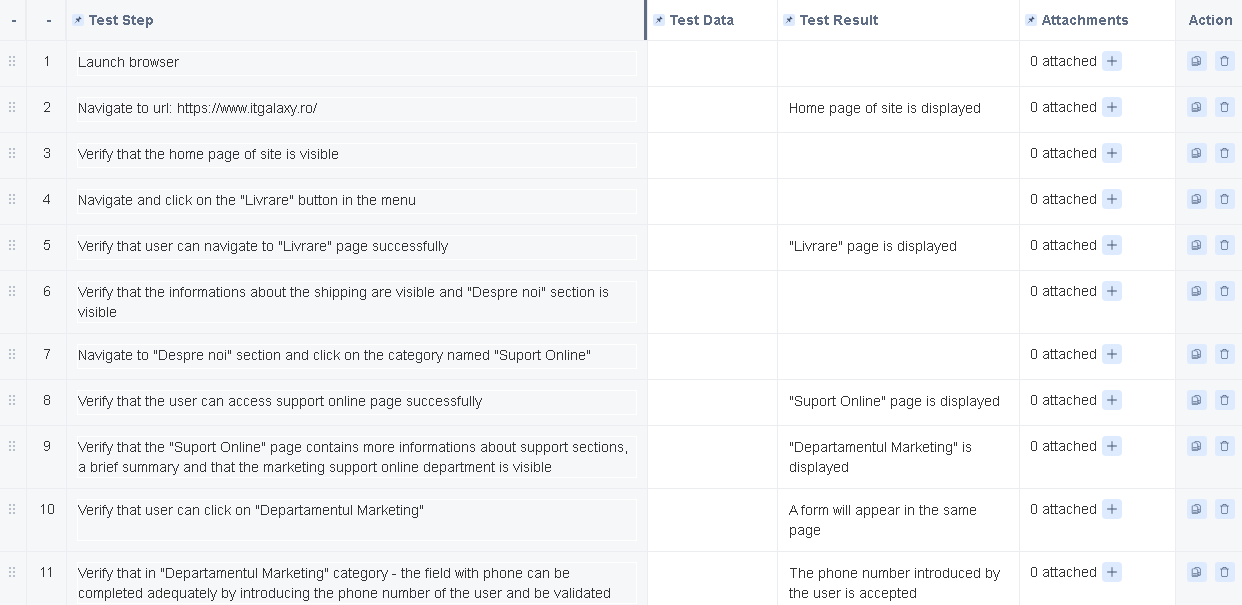 - - Test Step Test Data Test Result Attachments Action
1 Launch browser 0 attached +
2 Navigate to url: https://www.itgalaxy.ro/ Home page of site is displayed 0 attached +
3 Verify that the home page of site is visible 0 attached +
4 Navigate and click on the "Livrare" button in the menu 0 attached +
5 Verify that user can navigate to "Livrare" page successfully "Livrare" page is displayed 0 attached +
6 Verify that the informations about the shipping are visible and "Despre noi" section is 0 attached +
visible
7 Navigate to "Despre noi" section and click on the category named "Suport Online" 0 attached +
8 Verify that the user can access support online page successfully "Suport Online" page is displayed 0 attached +
9 Verify that the "Suport Online" page contains more informations about support sections, "Departamentul Marketing" is 0 attached +
a brief summary and that the marketing support online department is visible displayed
10 Verify that user can click on "Departamentul Marketing" A form will appear in the same 0 attached +
page
11 Verify that in "Departamentul Marketing" category - the field with phone can be The phone number introduced by 0 attached +
completed adequately by introducing the phone number of the user and be validated the user is accepted